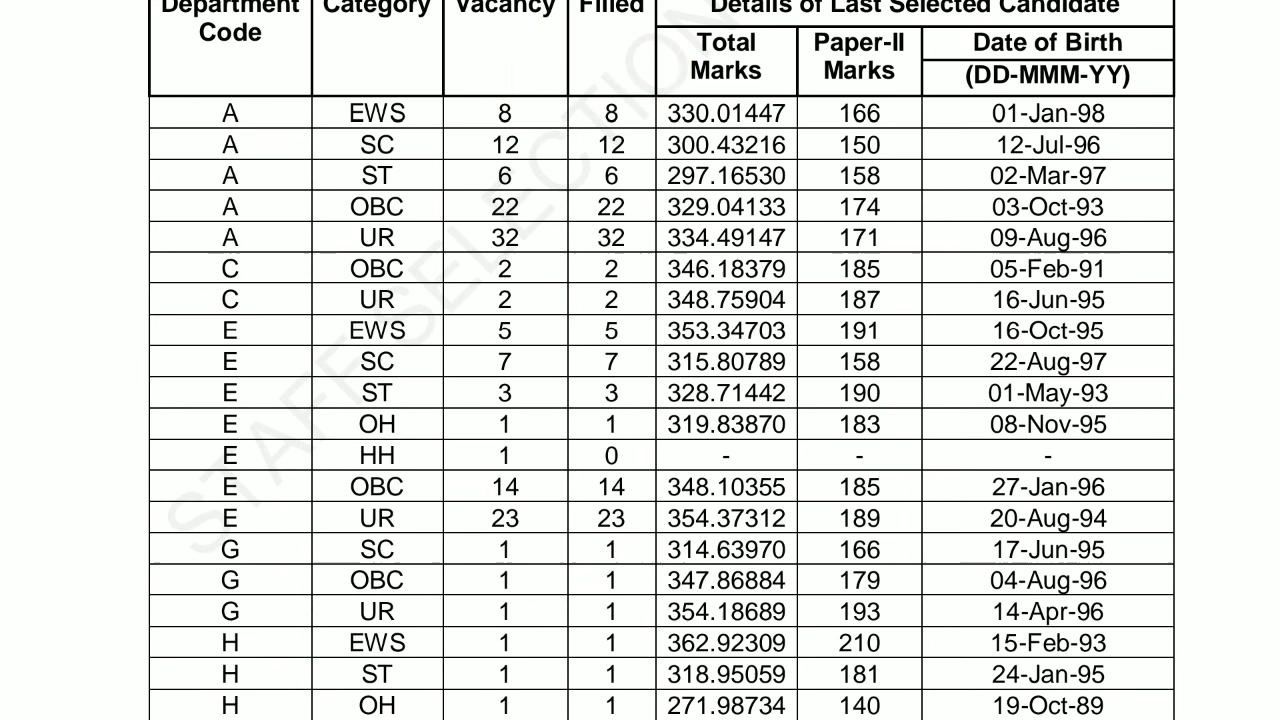 Department Code Category Vacancy Filled Details of Last Selected Candidate
Total Marks Paper-II Marks Date of Birth
(DD-MMM-YY)
A EWS 8 8 330.01447 166 01-Jan-98
A SC 12 12 300.43216 150 12-Jul-96
A ST 6 6 297.16530 158 02-Mar-97
A OBC 22 22 329.04133 174 03-Oct-93
A UR 32 32 334.49147 171 09-Aug-96
C OBC 2 2 346.18379 185 05-Feb-91
C UR 2 2 348.75904 187 16-Jun-95
E EWS 5 5 353.34703 191 16-Oct-95
E SC 7 7 315.80789 158 22-Aug-97
E ST 3 3 328.71442 190 01-May-93
E OH 1 1 319.83870 183 08-Nov-95
E HH 1 0 - - -
E OBC 14 14 348.10355 185 27-Jan-96
E UR 23 23 354.37312 189 20-Aug-94
G SC 1 1 314.63970 166 17-Jun-95
G OBC 1 1 347.86884 179 04-Aug-96
G UR 1 1 354.18689 193 14-Apr-96
H EWS 1 1 362.92309 210 15-Feb-93
H ST 1 1 318.95059 181 24-Jan-95
H OH 1 1 271.98734 140 19-Oct-89
STAFF SELECTION